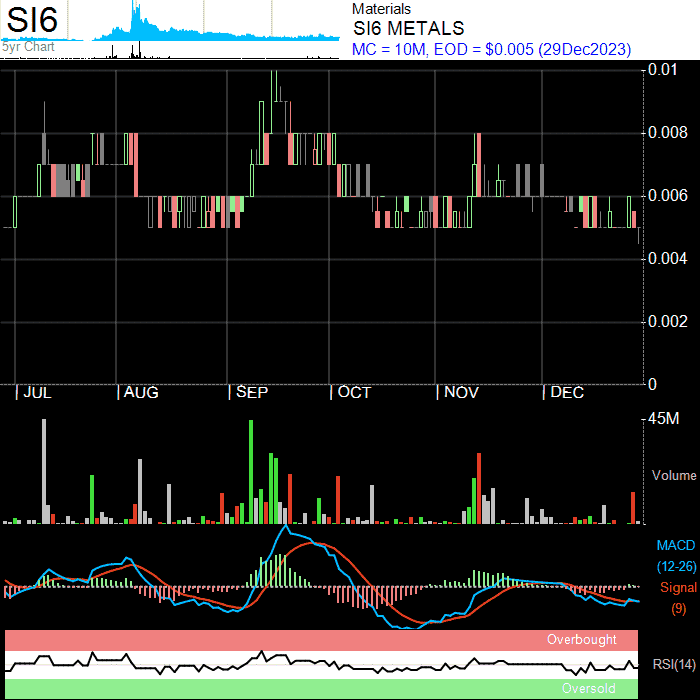 SI6
5yr Chart
Materials
SI6 METALS
MC = 10M, EOD = $0.005 (29Dec2023)
0.01
0.008
0.006
0.004
0.002
0
JUL
AUG
SEP
OCT
NOV
DEC
45M
Volume
MACD
(12-26)
Signal
(9)
Overbought
RSI(14)
Oversold